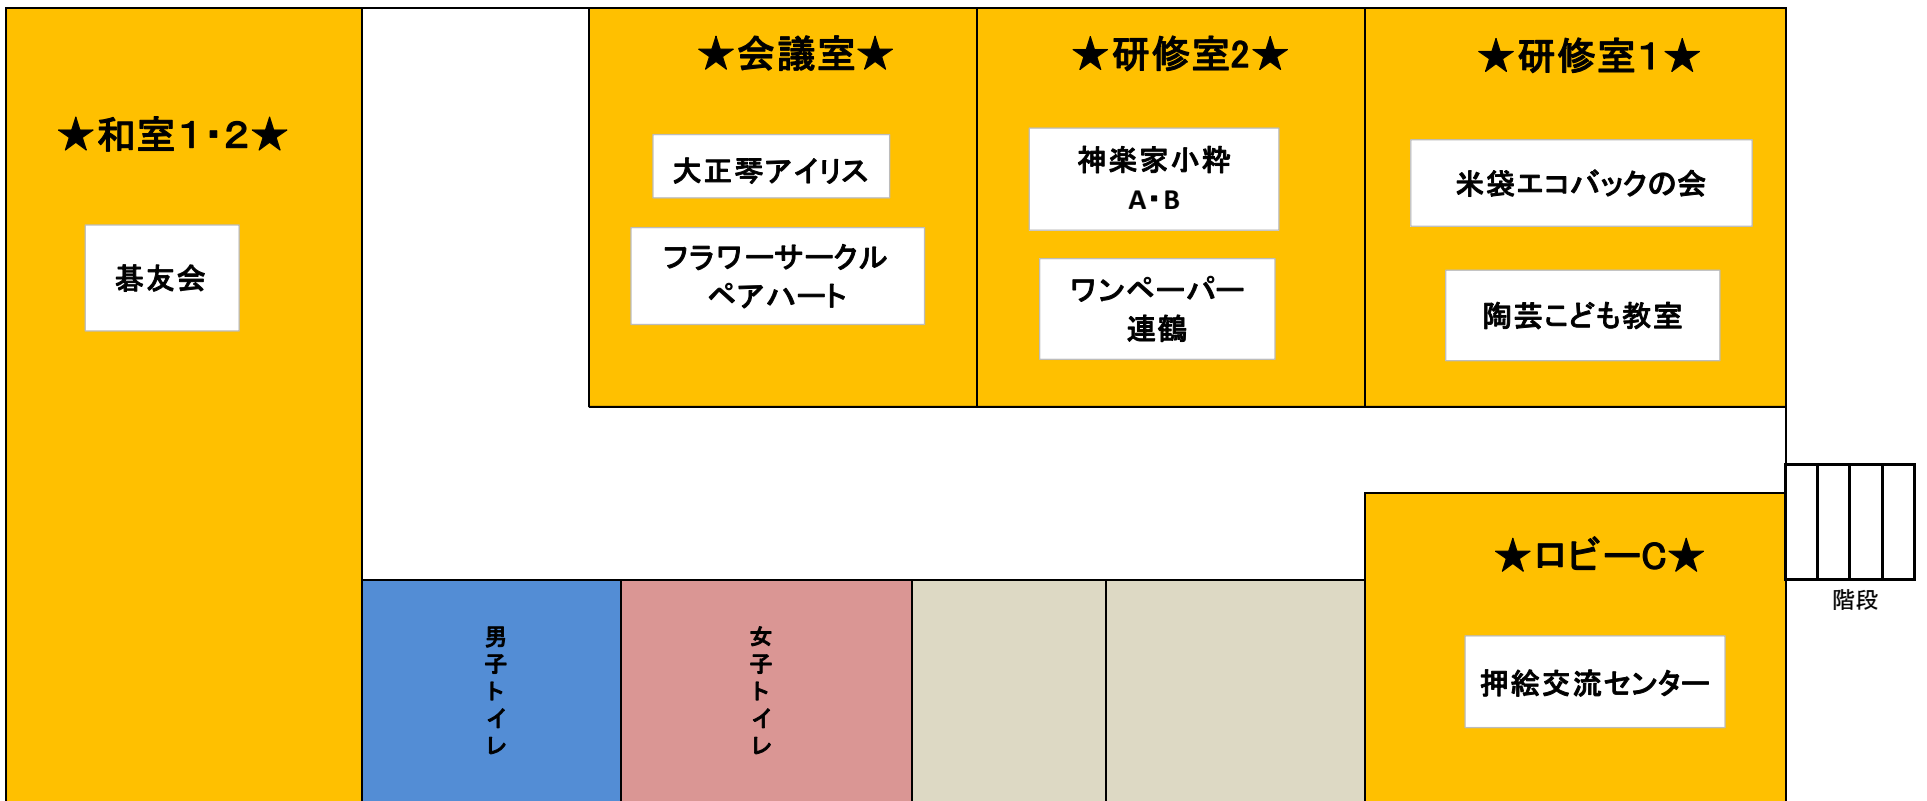 ★和室１・２★
碁友会
★会議室★
大正琴アイリス
フラワーサークル
ペアハート
★研修室2★
神楽家小粋
A・B
ワンペーパー
連鶴
★研修室１★
米袋エコバックの会
陶芸こども教室
★ロビーC★
押絵交流センター
階段
男子トイレ
女子トイレ